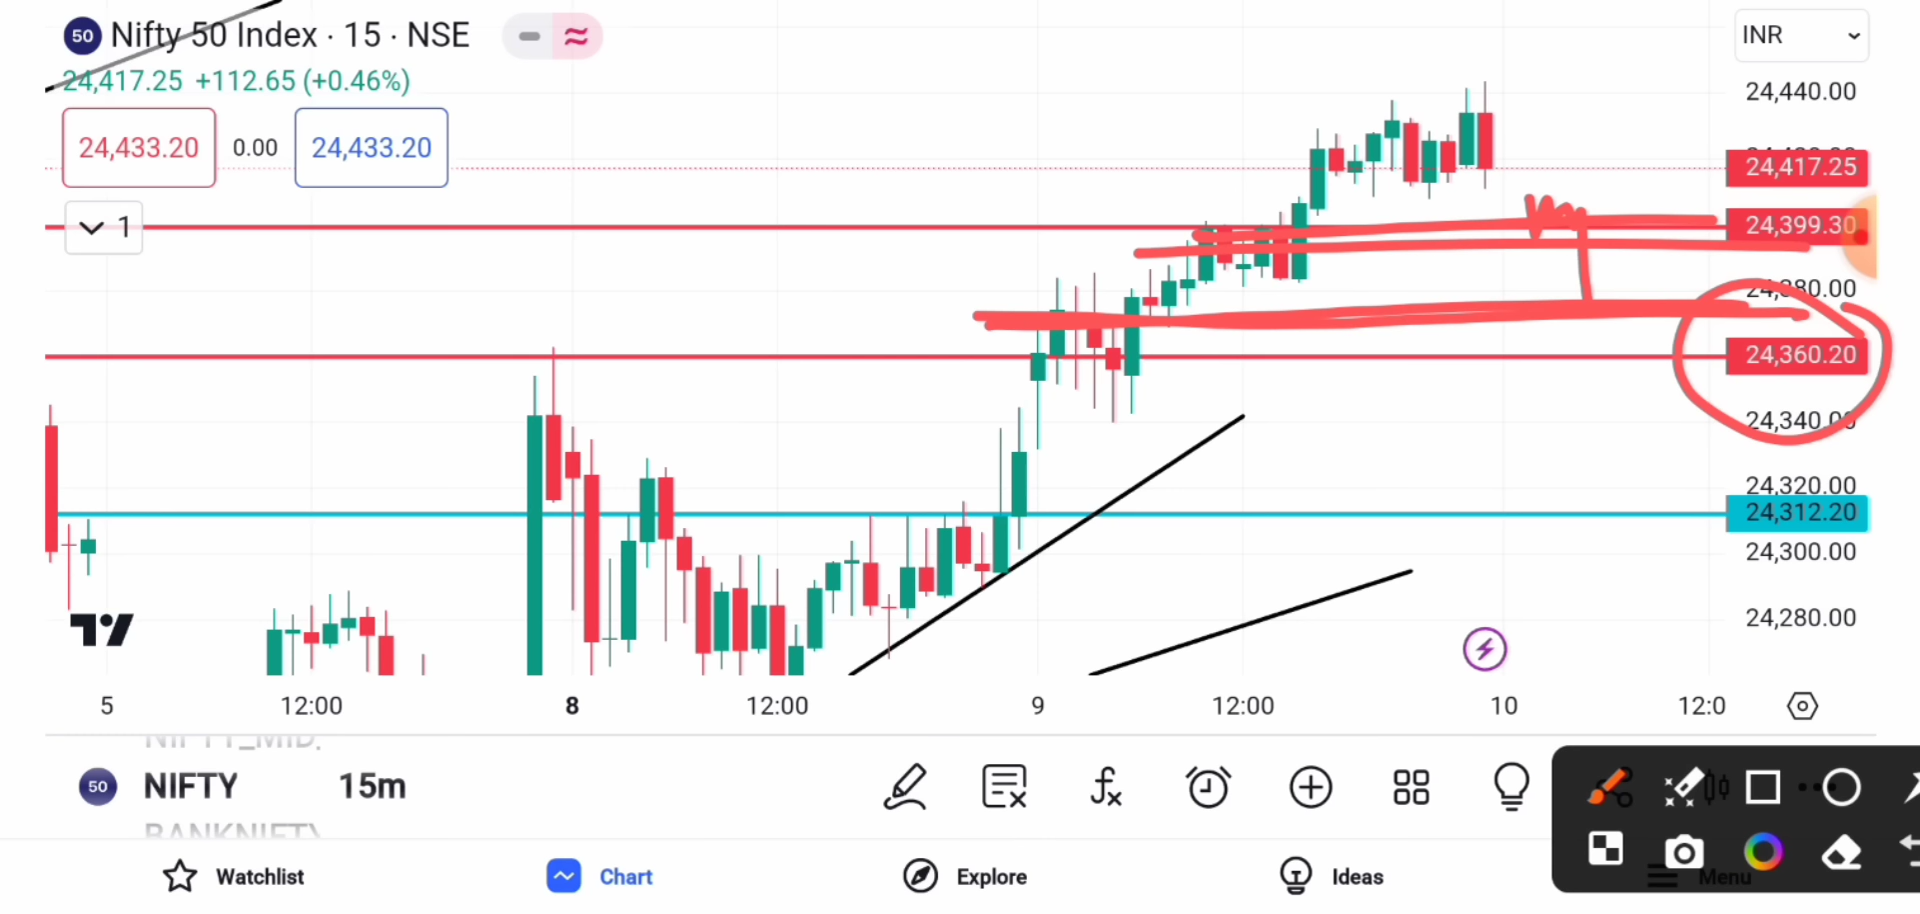 50 Nifty 50 Index · 15 · NSE
INR
24,417.25 +112.65 (+0.46%)
24,440.00
24,433.20 0.00 24,433.20
24,417.25
1
24,399.30
24,380.00
24,360.20
24,340.00
24,320.00
24,312.20
24,300.00
24,280.00
5 12:00 8 12:00 9 12:00 10 12:0
50 NIFTY 15m
Watchlist Chart Explore Ideas Menu